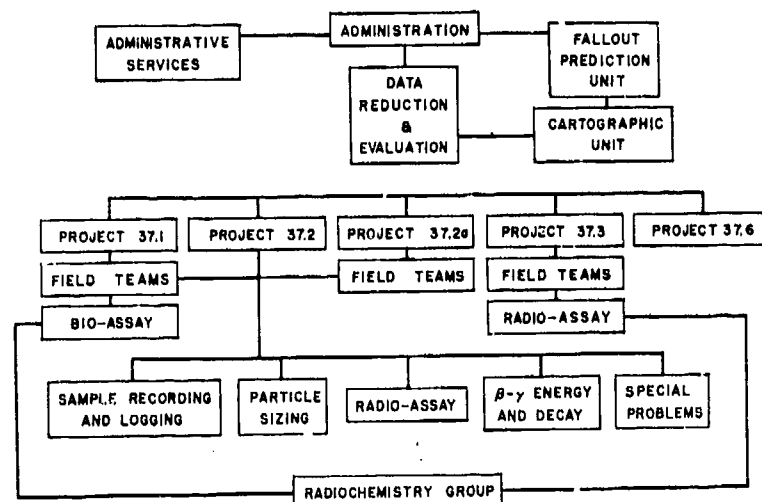 ADMINISTRATIVE
SERVICES
ADMINISTRATION
FALLOUT
PREDICTION
UNIT
DATA
REDUCTION
&
EVALUATION
CARTOGRAPHIC
UNIT
PROJECT 37.1
PROJECT 37.2
PROJECT 37.2a
PROJECT 37.3
PROJECT 37.6
FIELD TEAMS
FIELD TEAMS
FIELD TEAMS
BIO-ASSAY
RADIO-ASSAY
SAMPLE RECORDING
AND LOGGING
PARTICLE
SIZING
RADIO-ASSAY
β-γ ENERGY
AND DECAY
SPECIAL
PROBLEMS
RADIOCHEMISTRY GROUP